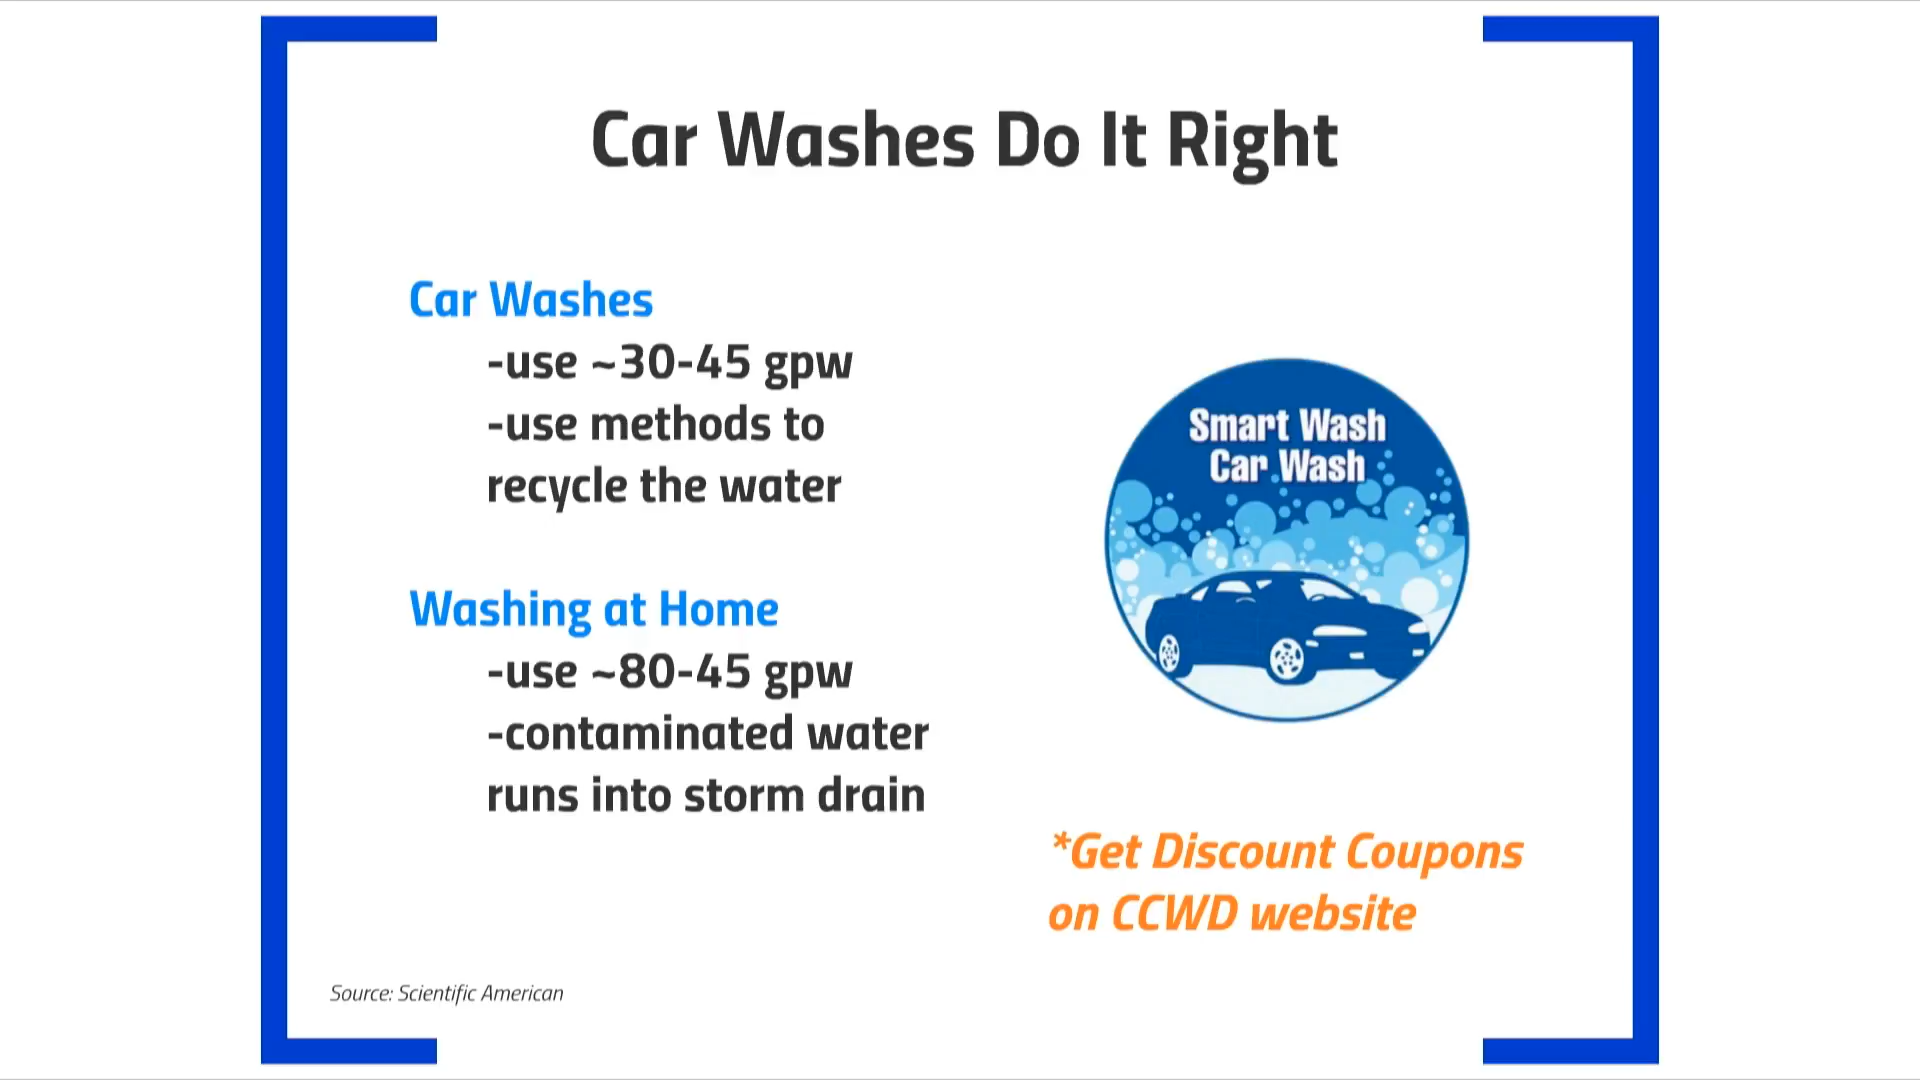 Car Washes Do It Right
Car Washes
-use ~30-45 gpw
-use methods to
recycle the water
Washing at Home
-use ~80-45 gpw
-contaminated water
runs into storm drain
Smart Wash
Car Wash
*Get Discount Coupons
on CCWD website
Source: Scientific American